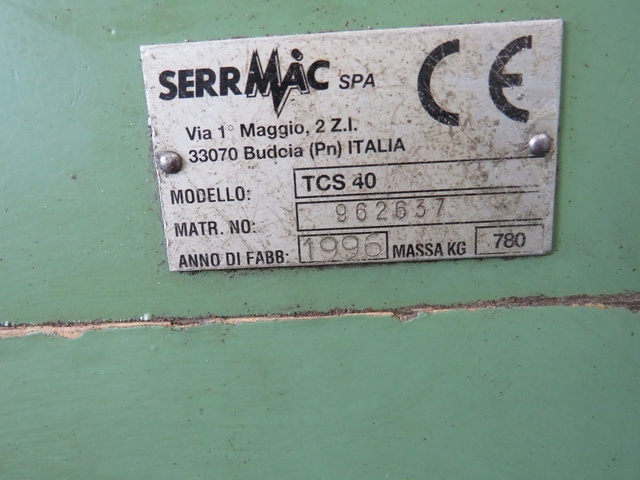 SERRMAC SPA CE
Via 1° Maggio, 2 Z.I.
33070 Budcia (Pn) ITALIA
MODELLO: TCS 40
MATR. NO: 962637
ANNO DI FABB: 1996 MASSA KG 780